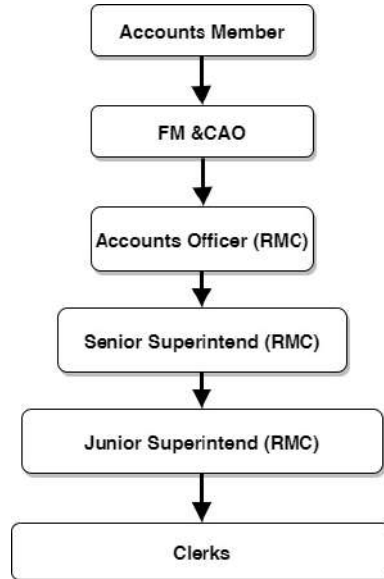 Accounts Member
FM &CAO
Accounts Officer (RMC)
Senior Superintend (RMC)
Junior Superintend (RMC)
Clerks